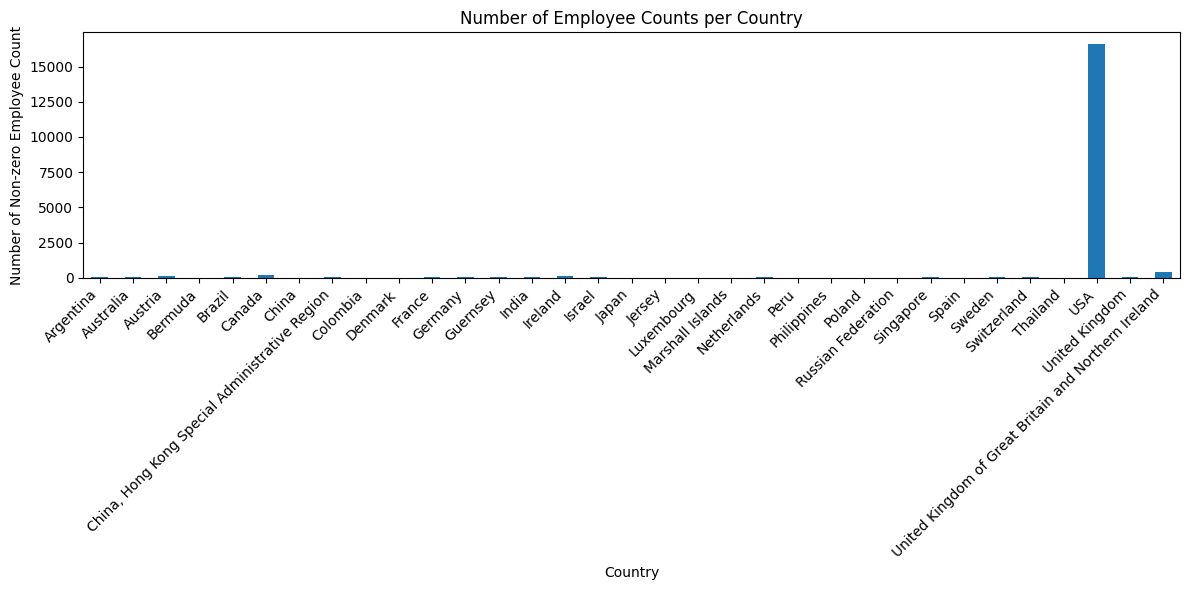 Number of Employee Counts per Country
Number of Non-zero Employee Count
15000
12500
10000
7500
5000
2500
0
Argentina
Australia
Austria
Bermuda
Brazil
Canada
China
China, Hong Kong Special Administrative Region
Colombia
Denmark
France
Germany
Guernsey
India
Ireland
Israel
Japan
Jersey
Luxembourg
Marshall Islands
Netherlands
Peru
Philippines
Poland
Russian Federation
Singapore
Spain
Sweden
Switzerland
Thailand
USA
United Kingdom
United Kingdom of Great Britain and Northern Ireland
Country